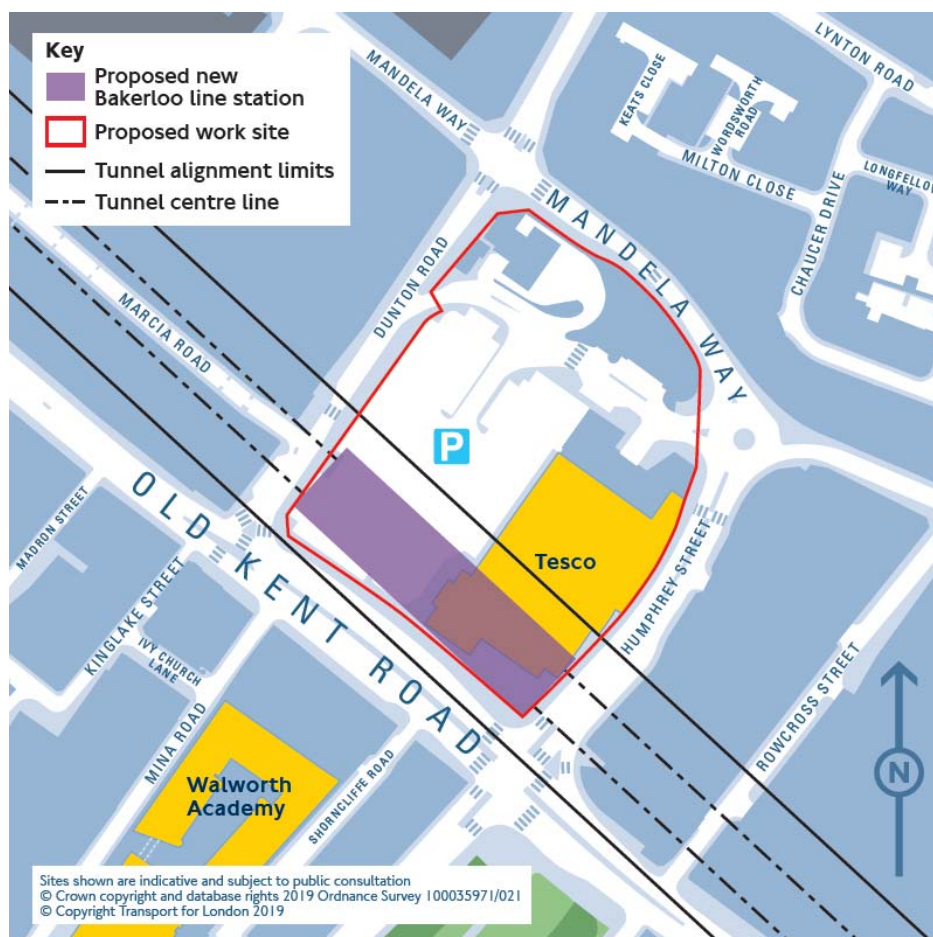 Key
Proposed new
Bakerloo line station
Proposed work site
Tunnel alignment limits
Tunnel centre line
MANDELA WAY
LYNTON ROAD
KEATS CLOSE
WORDSWORTH
ROAD
MILTON CLOSE
LONGFELLOW
WAY
CHAUCER DRIVE
MANDELA WAY
DUNTON ROAD
MARCIA ROAD
P
OLD KENT ROAD
MADRON STREET
Tesco
HUMPHREY STREET
KINGLAKE STREET
IVY CHURCH
LANE
MINA ROAD
ROWCROSS STREET
SHORNCLIFFE ROAD
Walworth
Academy
N
Sites shown are indicative and subject to public consultation
© Crown copyright and database rights 2019 Ordnance Survey 100035971/021
© Copyright Transport for London 2019